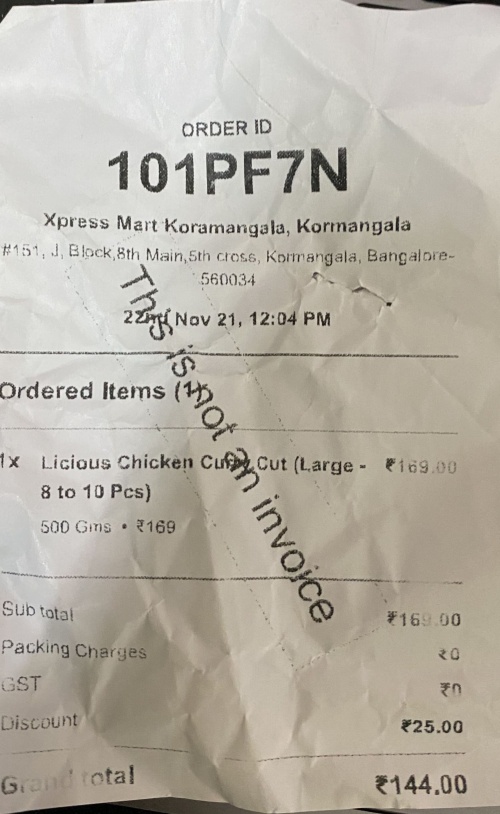 ORDER ID
101PF7N
Xpress Mart Koramangala, Kormangala
#151, J, Block,8th Main,5th cross, Kormangala, Bangalore-
560034
22nd Nov 21, 12:04 PM
This is not an invoice
Ordered Items (1)
1x Licious Chicken Curry Cut (Large - ₹169.00
8 to 10 Pcs)
500 Gms • ₹169
Sub total ₹169.00
Packing Charges ₹0
GST ₹0
Discount ₹25.00
Grand total ₹144.00